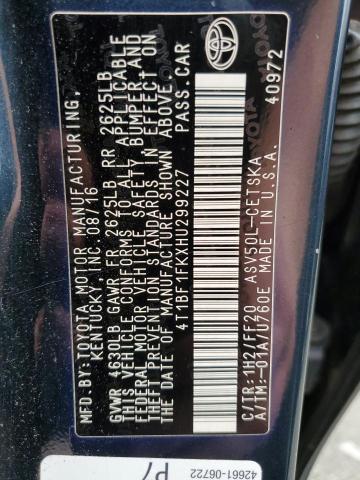 MFD.BY:TOYOTA MOTOR MANUFACTURING,
KENTUCKY, INC. 08/16
GVWR 4630LB GAWR FR 2625LB RR 2625LB
THIS VEHICLE CONFORMS TO ALL APPLICABLE
FEDERAL MOTOR VEHICLE SAFETY, BUMPER, AND
THEFT PREVENTION STANDARDS IN EFFECT ON
THE DATE OF MANUFACTURE SHOWN ABOVE.
4T1BF1FKXHU299227 PASS. CAR
TOYOTA
C/TR:1H2/FF20 ASV50L-CETSKA
A/TM:-01A/U760E MADE IN U.S.A.
40972
42661-06722